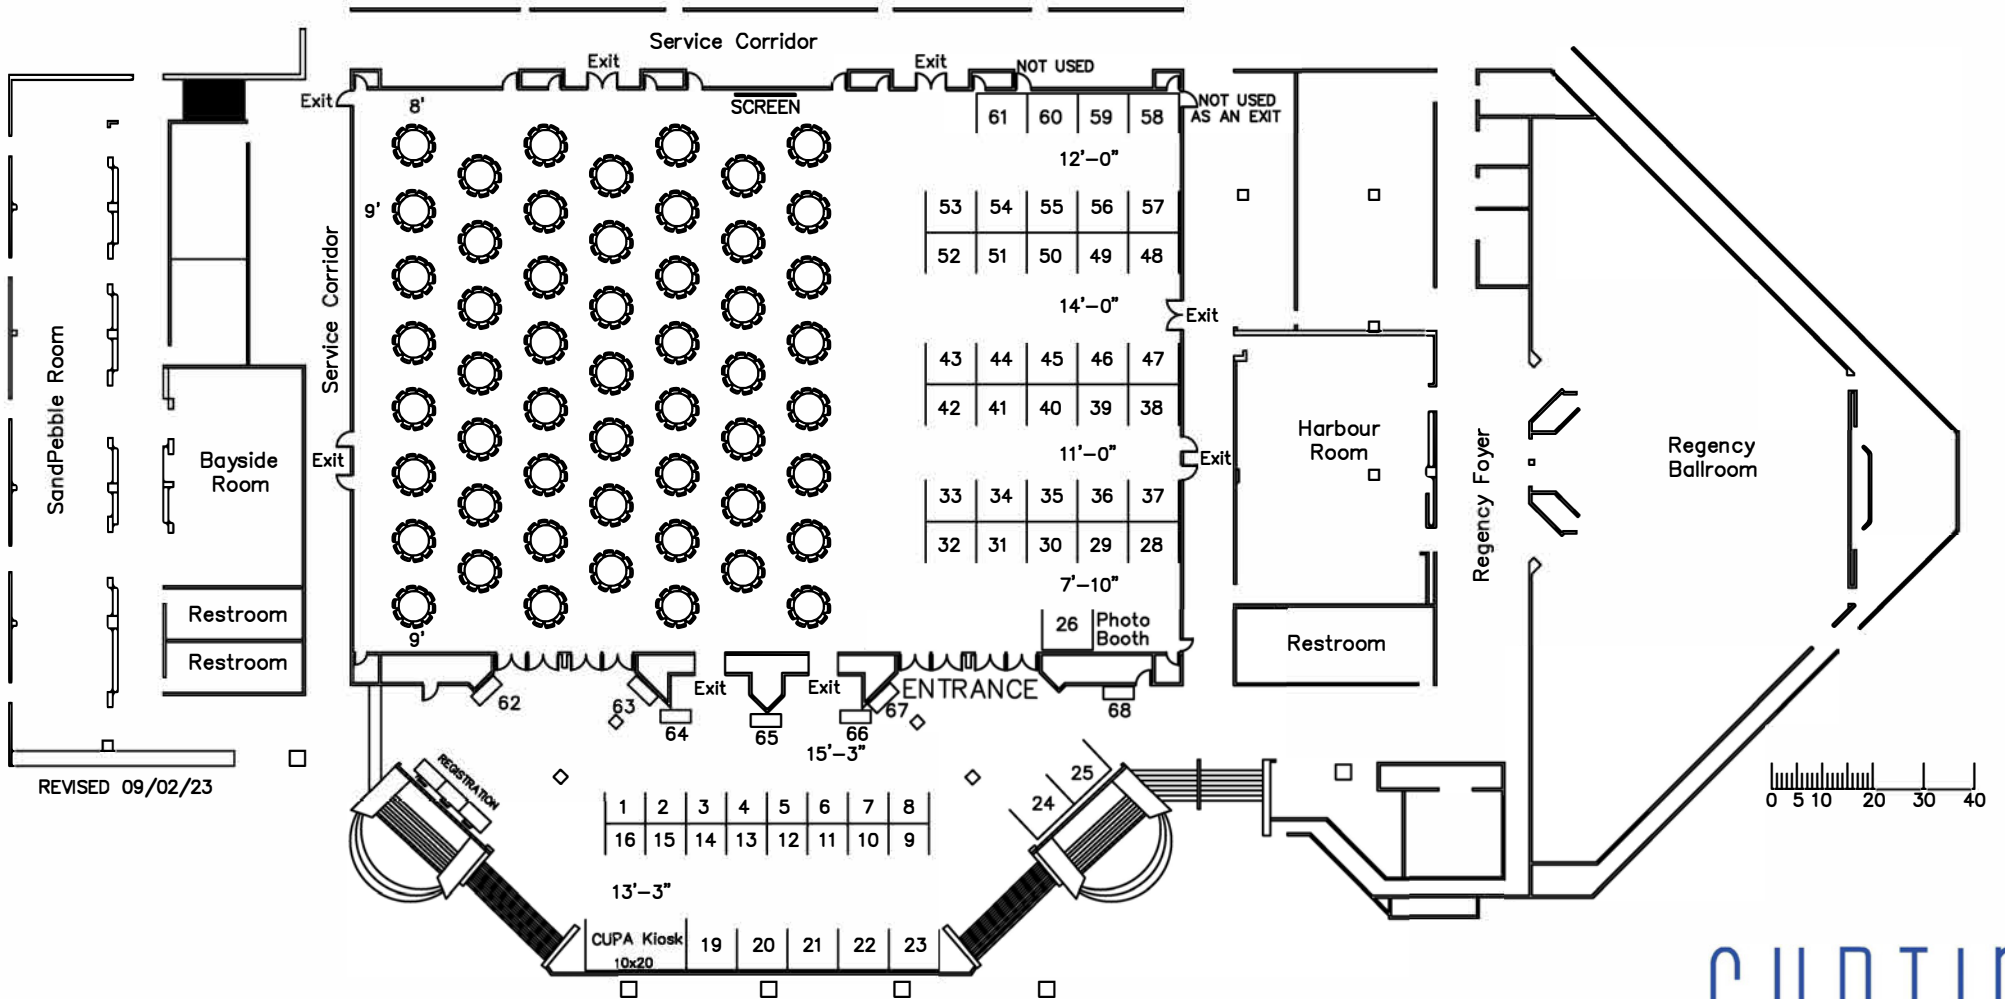 Service Corridor
Exit
Exit
NOT USED
Exit
8'
SCREEN
NOT USED
AS AN EXIT
61 60 59 58
12'-0"
9'
53 54 55 56 57
52 51 50 49 48
Service Corridor
14'-0"
Exit
SandPebble Room
43 44 45 46 47
42 41 40 39 38
Harbour
Room
Regency Foyer
Regency
Ballroom
Bayside
Room
Exit
11'-0"
Exit
33 34 35 36 37
32 31 30 29 28
7'-10"
Restroom
Restroom
9'
26
Photo
Booth
Restroom
62
63
Exit
Exit
ENTRANCE
64
65
66
67
68
15'-3"
REVISED 09/02/23
REGISTRATION
25
24
0 5 10 20 30 40
1 2 3 4 5 6 7 8
16 15 14 13 12 11 10 9
13'-3"
CUPA Kiosk
10x20
19 20 21 22 23